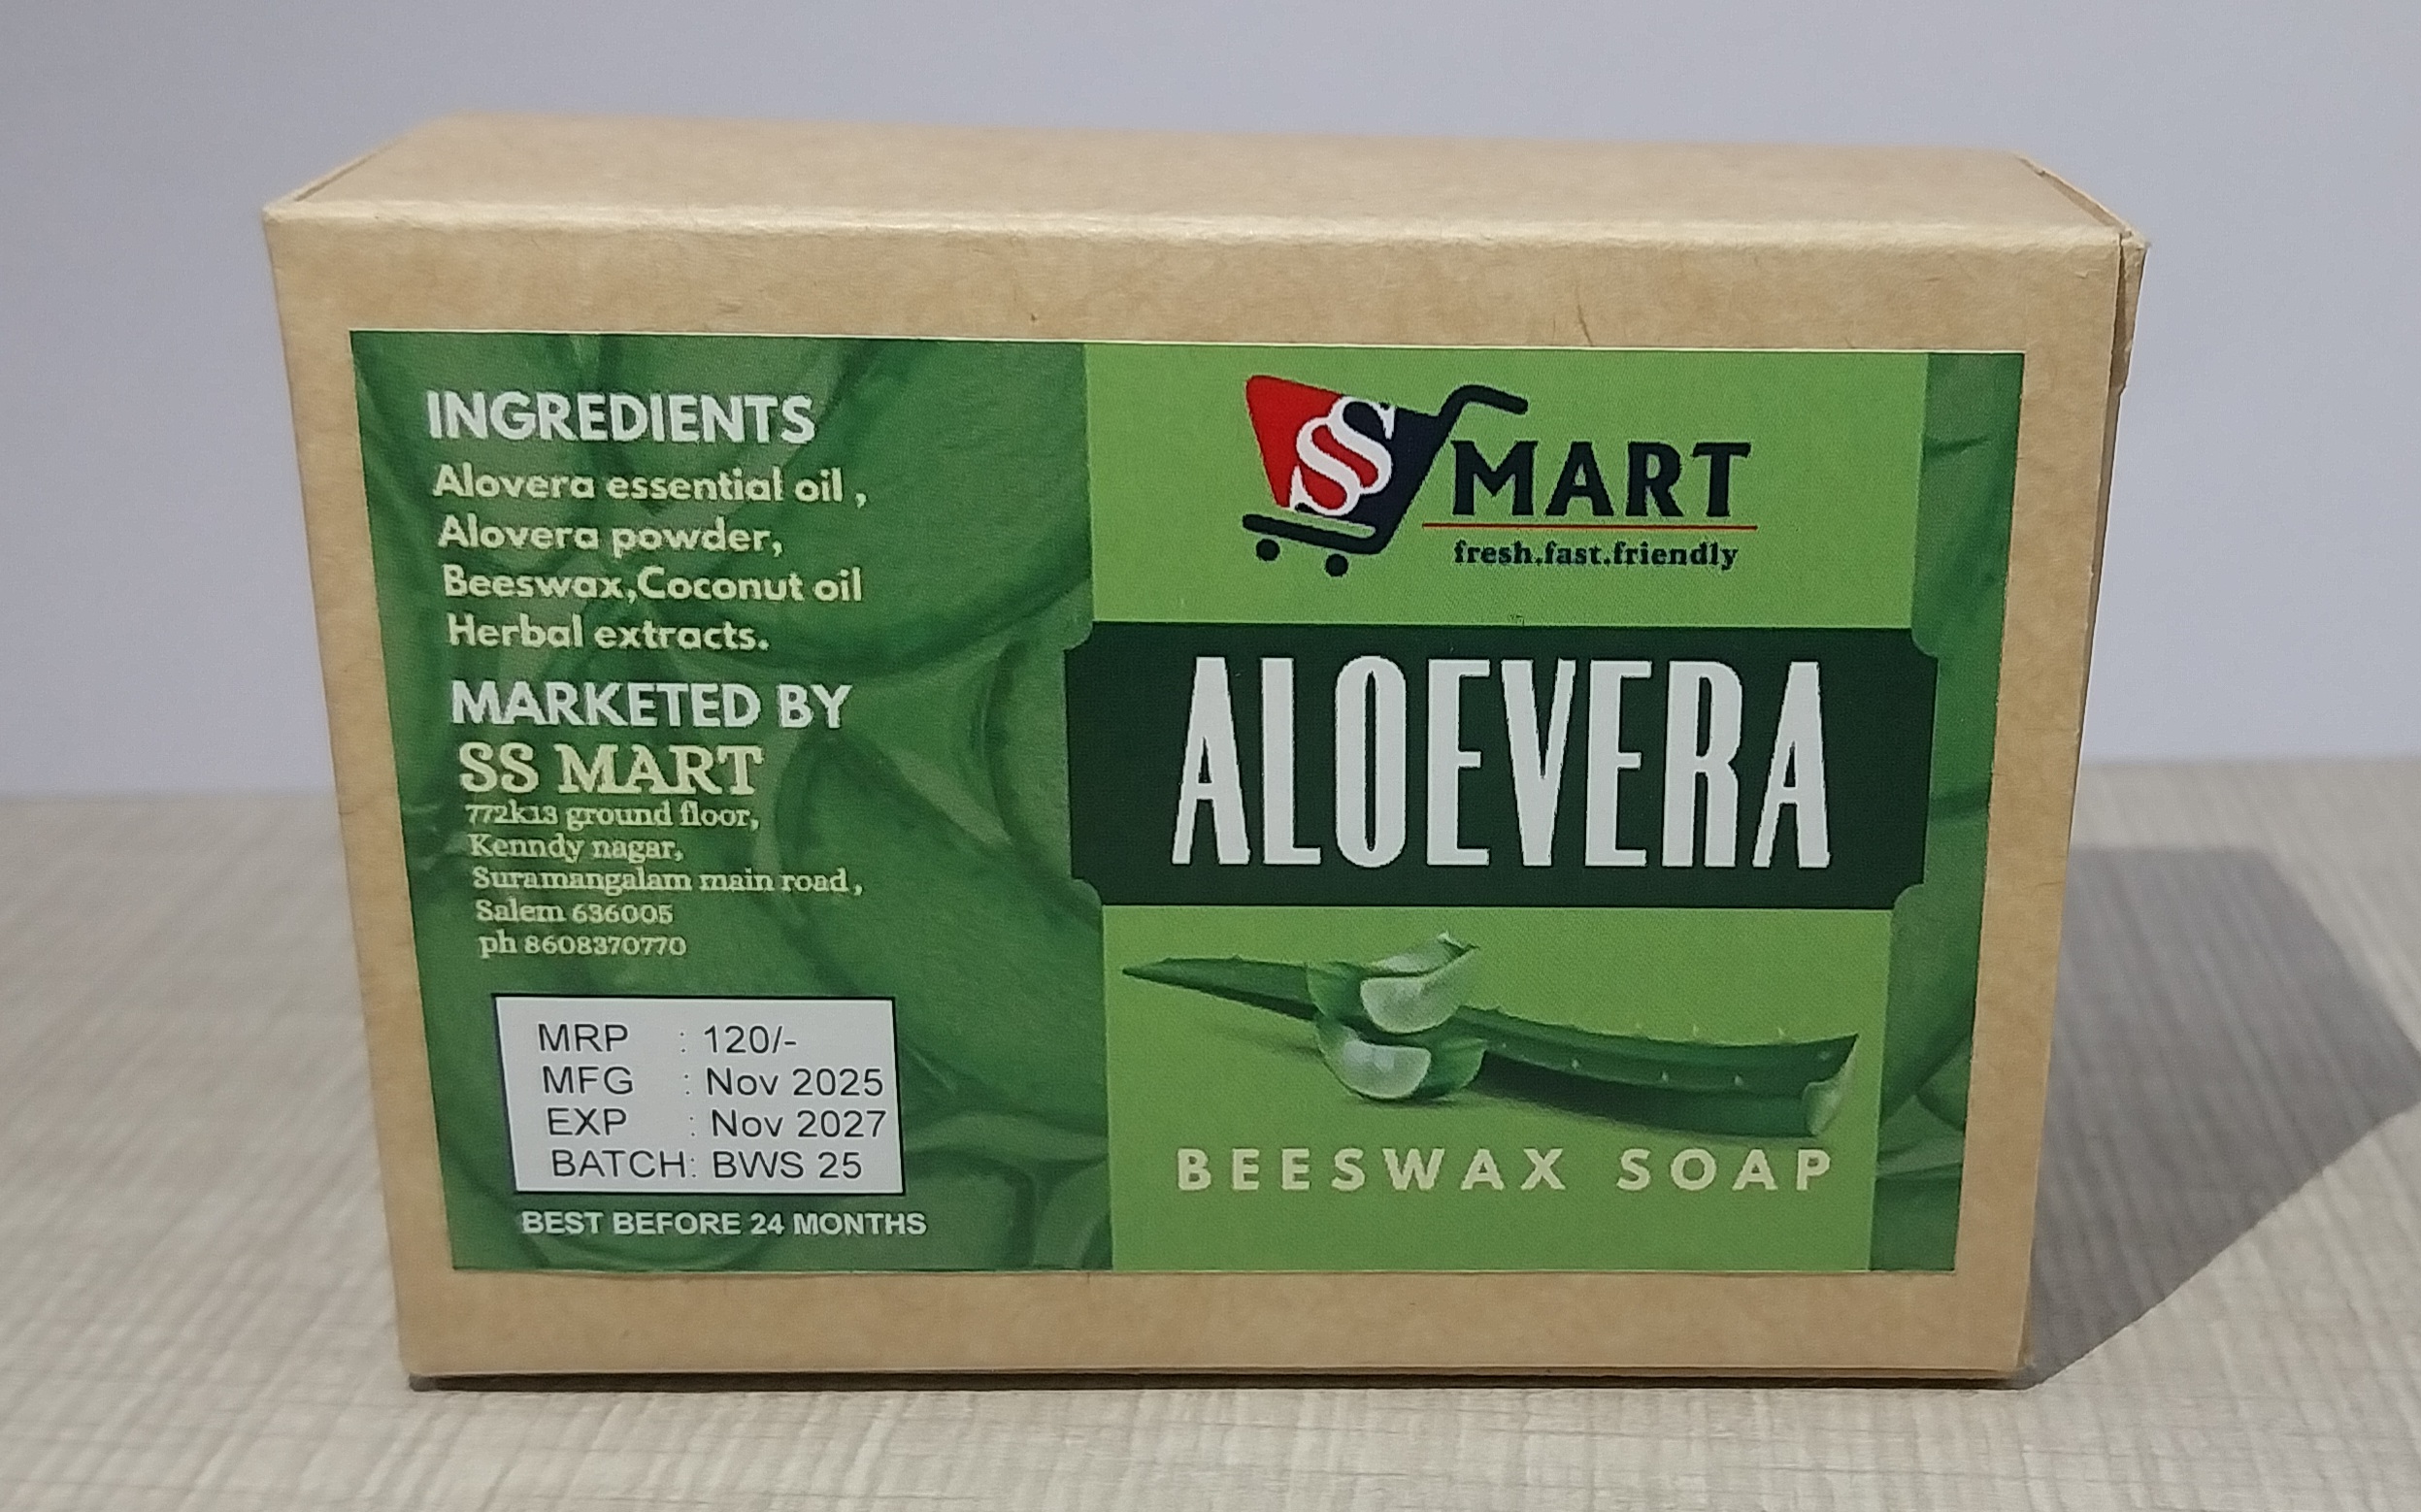 INGREDIENTS
Alovera essential oil ,
Alovera powder,
Beeswax,Coconut oil
Herbal extracts.
MARKETED BY
SS MART
772k13 ground floor,
Kenndy nagar,
Suramangalam main road,
Salem 636005
ph 8608370770
MRP : 120/-
MFG : Nov 2025
EXP : Nov 2027
BATCH: BWS 25
BEST BEFORE 24 MONTHS
SS MART
fresh.fast.friendly
ALOEVERA
BEESWAX SOAP